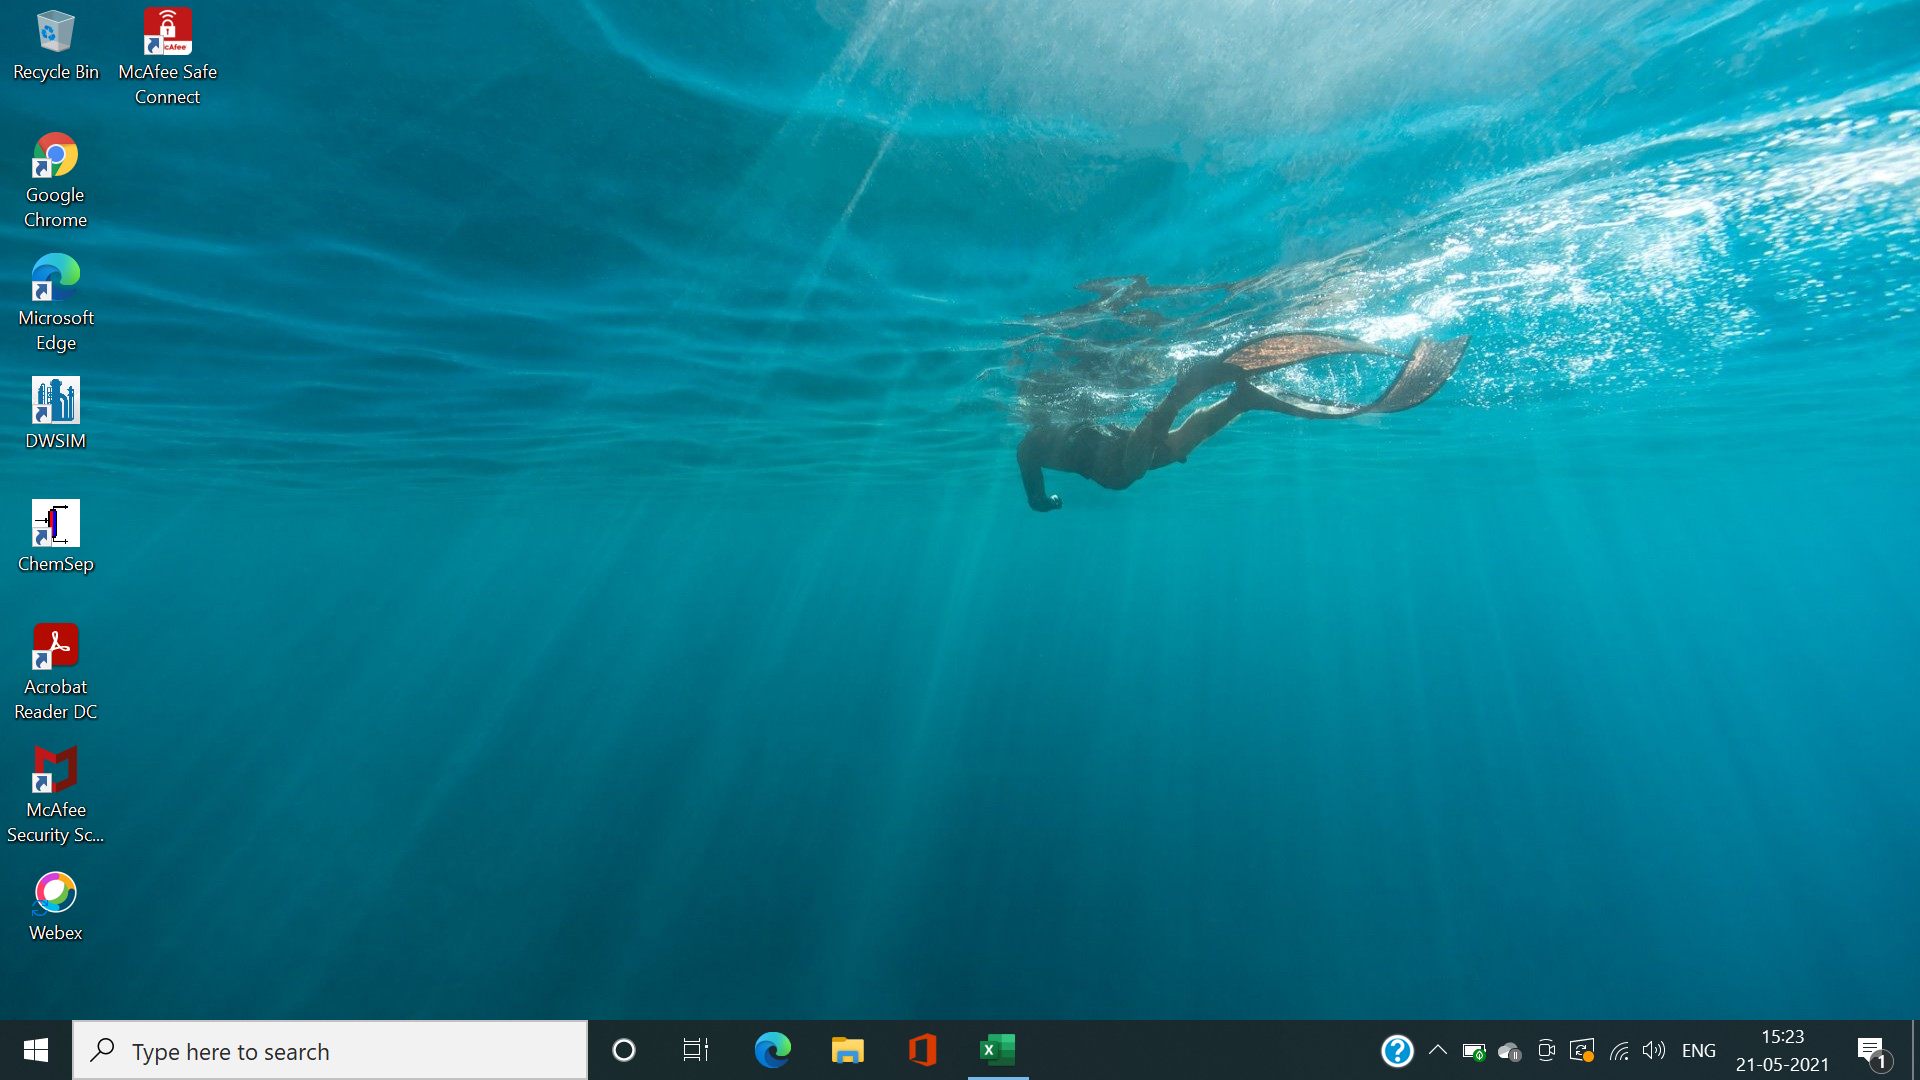 Recycle Bin
McAfee Safe
Connect
cAfee
Google
Chrome
Microsoft
Edge
DWSIM
ChemSep
Acrobat
Reader DC
McAfee
Security Sc...
Webex
Type here to search
X
?
ENG
15:23
21-05-2021
1